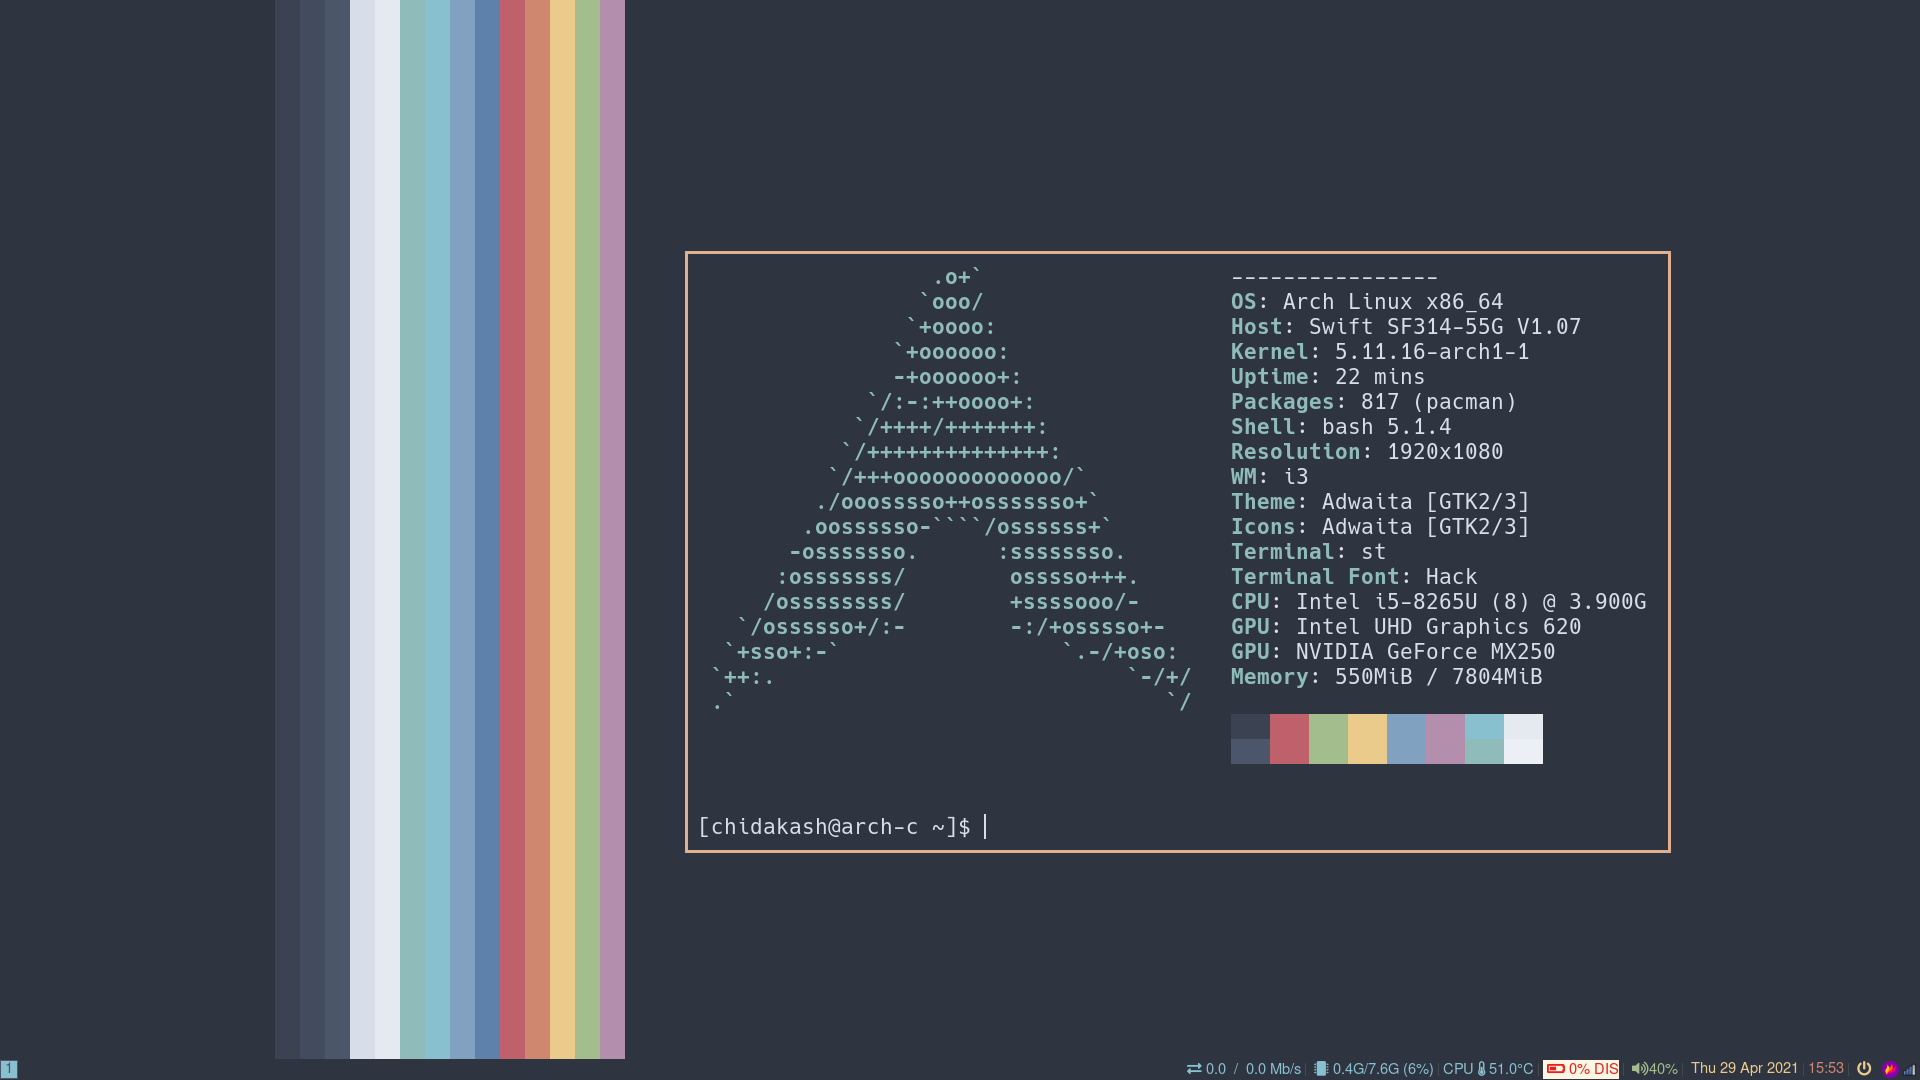 .o+`
`ooo/
`+oooo:
`+oooooo:
-+oooooo+:
`/:-:++oooo+:
`/++++/+++++++:
`/++++++++++++++:
`/+++ooooooooooooo/`
./ooosssso++osssssso+`
.oossssso-````/ossssss+`
-osssssso.      :ssssssso.
:osssssss/        osssso+++.
/ossssssss/        +ssssooo/-
`/ossssso+/:-        -:/+osssso+-
`+sso+:-`                 `.-/+oso:
`++:.                           `-/+/
.`                                 `/
----------------
OS: Arch Linux x86_64
Host: Swift SF314-55G V1.07
Kernel: 5.11.16-arch1-1
Uptime: 22 mins
Packages: 817 (pacman)
Shell: bash 5.1.4
Resolution: 1920x1080
WM: i3
Theme: Adwaita [GTK2/3]
Icons: Adwaita [GTK2/3]
Terminal: st
Terminal Font: Hack
CPU: Intel i5-8265U (8) @ 3.900G
GPU: Intel UHD Graphics 620
GPU: NVIDIA GeForce MX250
Memory: 550MiB / 7804MiB
[chidakash@arch-c ~]$
1
0.0 / 0.0 Mb/s 0.4G/7.6G (6%) CPU 51.0°C 0% DIS 40% Thu 29 Apr 2021 15:53